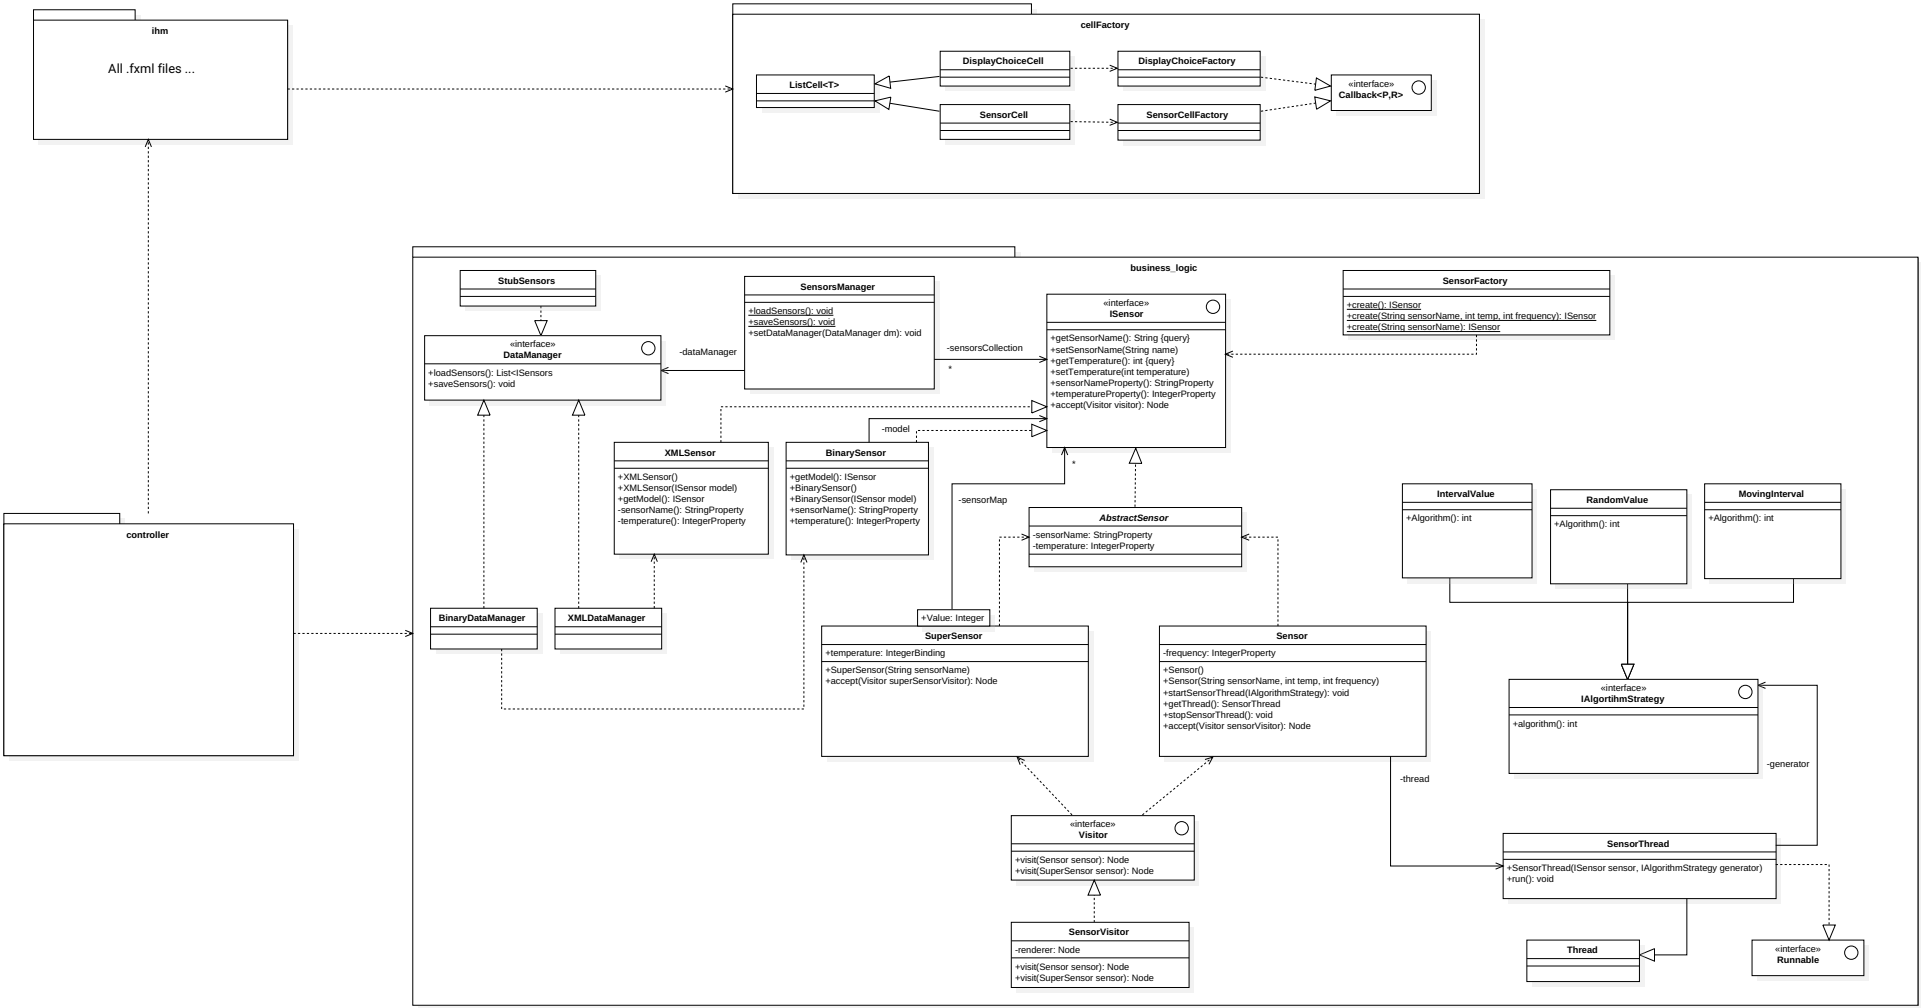 ihm
All .fxml files ...
cellFactory
ListCell<T>
DisplayChoiceCell
DisplayChoiceFactory
SensorCell
SensorCellFactory
«interface»
Callback<P,R>
controller
business_logic
StubSensors
SensorsManager
+loadSensors(): void
+saveSensors(): void
+setDataManager(DataManager dm): void
«interface»
DataManager
+loadSensors(): List<ISensors
+saveSensors(): void
-dataManager
-sensorsCollection
*
«interface»
ISensor
+getSensorName(): String {query}
+setSensorName(String name)
+getTemperature(): int {query}
+setTemperature(int temperature)
+sensorNameProperty(): StringProperty
+temperatureProperty(): IntegerProperty
+accept(Visitor visitor): Node
SensorFactory
+create(): ISensor
+create(String sensorName, int temp, int frequency): ISensor
+create(String sensorName): ISensor
XMLSensor
+XMLSensor()
+XMLSensor(ISensor model)
+getModel(): ISensor
-sensorName(): StringProperty
-temperature(): IntegerProperty
-model
BinarySensor
+getModel(): ISensor
+BinarySensor()
+BinarySensor(ISensor model)
+sensorName(): StringProperty
+temperature(): IntegerProperty
-sensorMap
*
AbstractSensor
-sensorName: StringProperty
-temperature: IntegerProperty
IntervalValue
+Algorithm(): int
RandomValue
+Algorithm(): int
MovingInterval
+Algorithm(): int
BinaryDataManager
XMLDataManager
+Value: Integer
SuperSensor
+temperature: IntegerBinding
+SuperSensor(String sensorName)
+accept(Visitor superSensorVisitor): Node
Sensor
-frequency: IntegerProperty
+Sensor()
+Sensor(String sensorName, int temp, int frequency)
+startSensorThread(IAlgorithmStrategy): void
+getThread(): SensorThread
+stopSensorThread(): void
+accept(Visitor sensorVisitor): Node
«interface»
IAlgortihmStrategy
+algorithm(): int
-generator
-thread
«interface»
Visitor
+visit(Sensor sensor): Node
+visit(SuperSensor sensor): Node
SensorThread
+SensorThread(ISensor sensor, IAlgorithmStrategy generator)
+run(): void
SensorVisitor
-renderer: Node
+visit(Sensor sensor): Node
+visit(SuperSensor sensor): Node
Thread
«interface»
Runnable